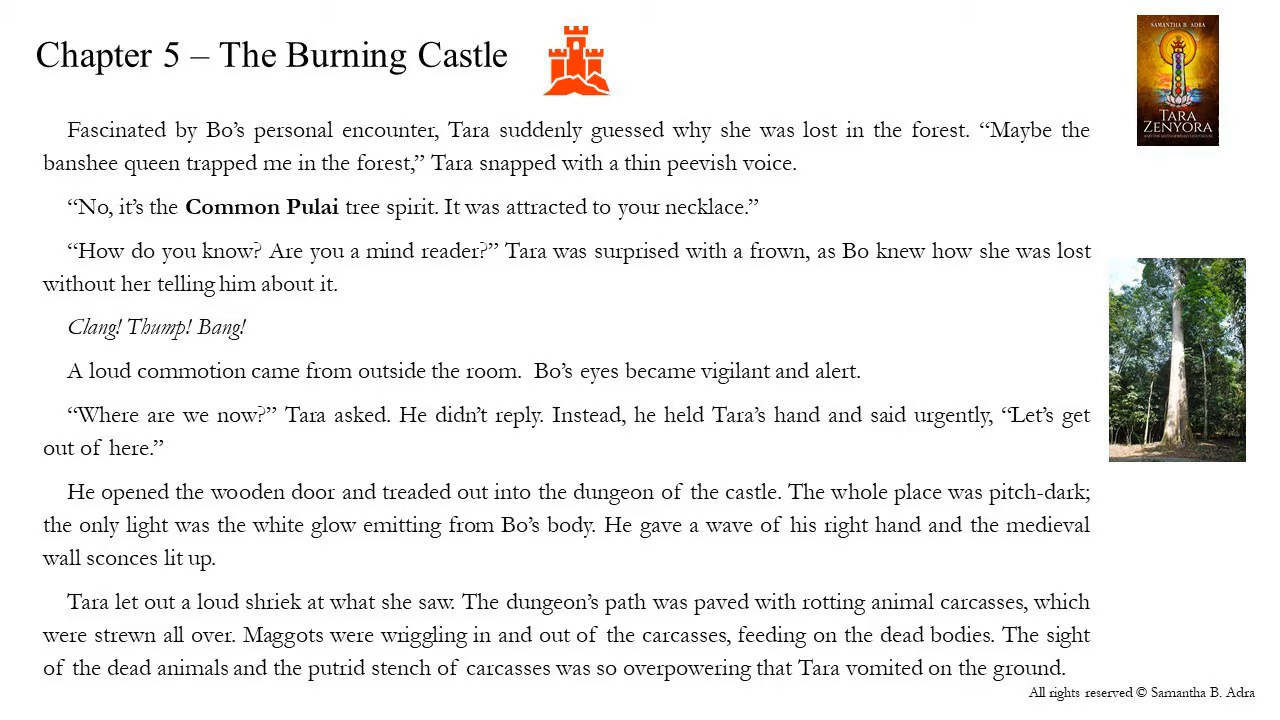 Chapter 5 – The Burning Castle
SAMANTHA B. ADRA
TARA
ZENYORA
Fascinated by Bo’s personal encounter, Tara suddenly guessed why she was lost in the forest. “Maybe the
banshee queen trapped me in the forest,” Tara snapped with a thin peevish voice.
“No, it’s the Common Pulai tree spirit. It was attracted to your necklace.”
“How do you know? Are you a mind reader?” Tara was surprised with a frown, as Bo knew how she was lost
without her telling him about it.
Clang! Thump! Bang!
A loud commotion came from outside the room.  Bo’s eyes became vigilant and alert.
“Where are we now?” Tara asked. He didn’t reply. Instead, he held Tara’s hand and said urgently, “Let’s get
out of here.”
He opened the wooden door and treaded out into the dungeon of the castle. The whole place was pitch-dark;
the only light was the white glow emitting from Bo’s body. He gave a wave of his right hand and the medieval
wall sconces lit up.
Tara let out a loud shriek at what she saw. The dungeon’s path was paved with rotting animal carcasses, which
were strewn all over. Maggots were wriggling in and out of the carcasses, feeding on the dead bodies. The sight
of the dead animals and the putrid stench of carcasses was so overpowering that Tara vomited on the ground.
All rights reserved © Samantha B. Adra